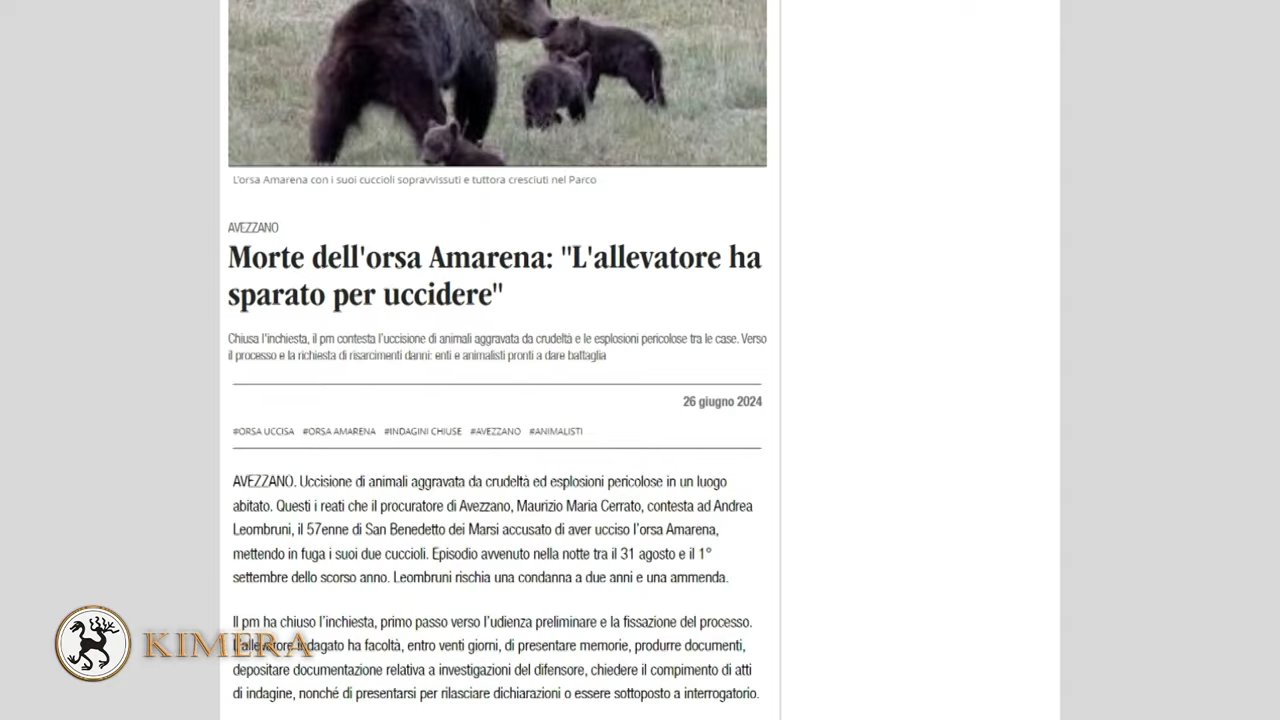 L'orsa Amarena con i suoi cuccioli sopravvissuti e tuttora cresciuti nel Parco
AVEZZANO
Morte dell'orsa Amarena: "L'allevatore ha
sparato per uccidere"
Chiusa l'inchiesta, il pm contesta l'uccisione di animali aggravata da crudeltà e le esplosioni pericolose tra le case. Verso
il processo e la richiesta di risarcimenti danni: enti e animalisti pronti a dare battaglia
26 giugno 2024
#ORSA UCCISA #ORSA AMARENA #INDAGINI CHIUSE #AVEZZANO #ANIMALISTI
AVEZZANO. Uccisione di animali aggravata da crudeltà ed esplosioni pericolose in un luogo
abitato. Questi i reati che il procuratore di Avezzano, Maurizio Maria Cerrato, contesta ad Andrea
Leombruni, il 57enne di San Benedetto dei Marsi accusato di aver ucciso l'orsa Amarena,
mettendo in fuga i suoi due cuccioli. Episodio avvenuto nella notte tra il 31 agosto e il 1°
settembre dello scorso anno. Leombruni rischia una condanna a due anni e una ammenda.
Il pm ha chiuso l'inchiesta, primo passo verso l'udienza preliminare e la fissazione del processo.
L'allevatore indagato ha facoltà, entro venti giorni, di presentare memorie, produrre documenti,
depositare documentazione relativa a investigazioni del difensore, chiedere il compimento di atti
di indagine, nonché di presentarsi per rilasciare dichiarazioni o essere sottoposto a interrogatorio.
KIMERA